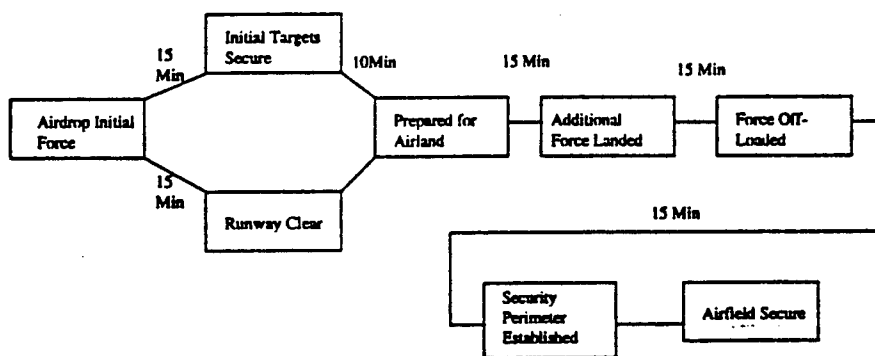 15
Min
Initial Targets
Secure
10Min
15 Min
15 Min
Airdrop Initial
Force
Prepared for
Airland
Additional
Force Landed
Force Off-
Loaded
15
Min
Runway Clear
15 Min
Security
Perimeter
Established
Airfield Secure